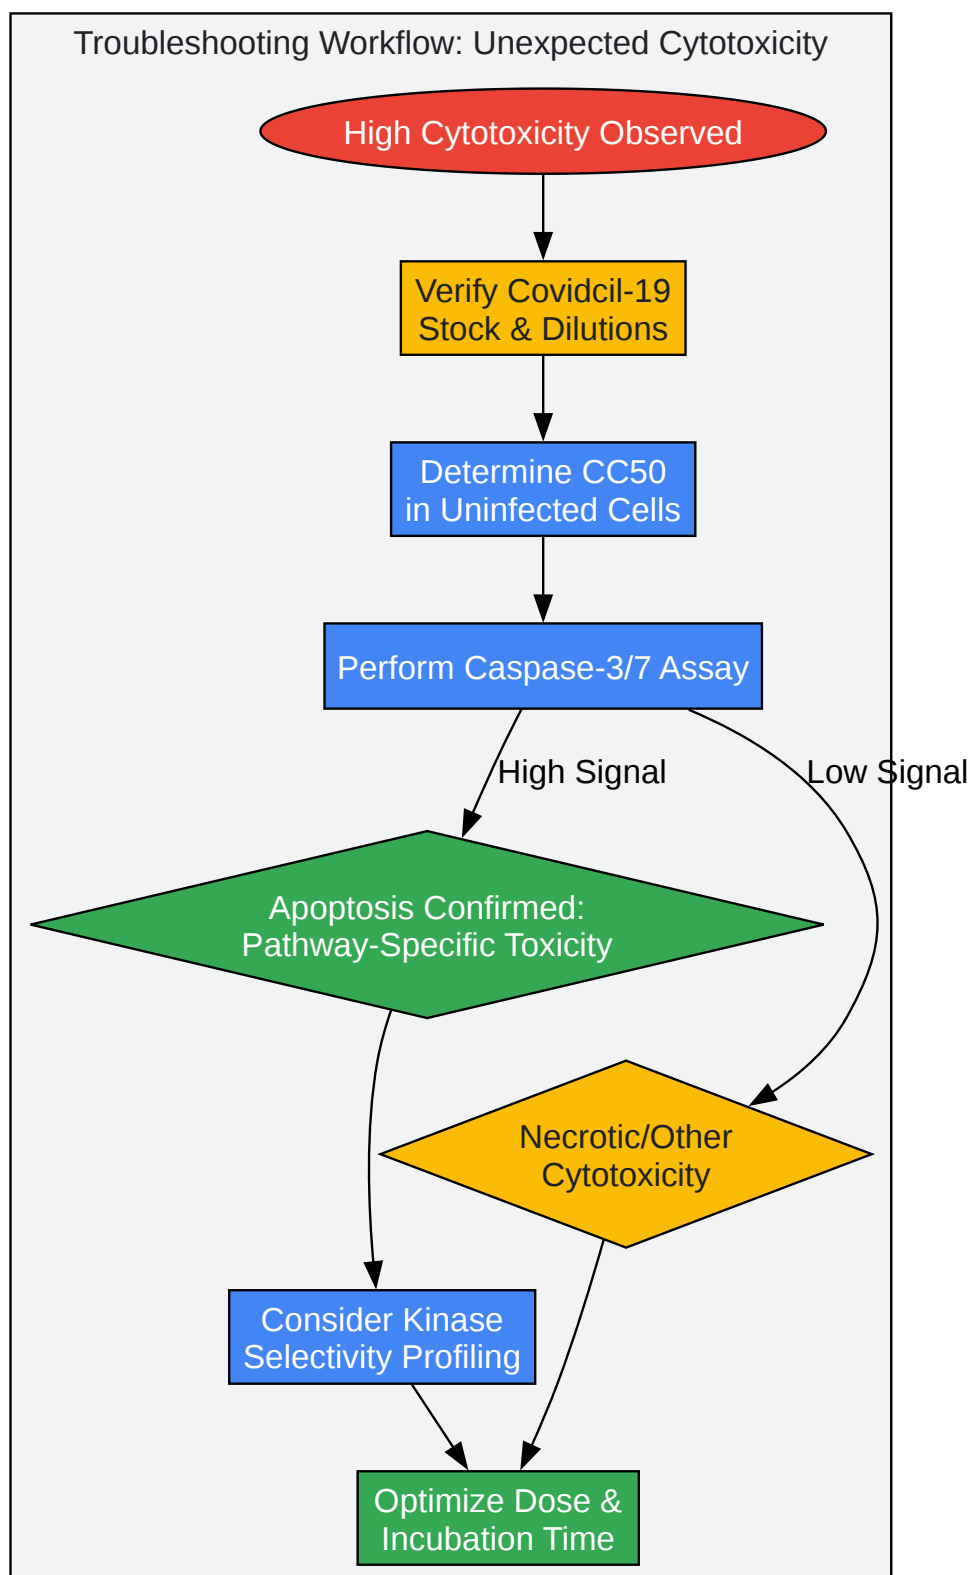 Troubleshooting Workflow: Unexpected Cytotoxicity
High Cytotoxicity Observed
Verify Covidcil-19
Stock & Dilutions
Determine CC50
in Uninfected Cells
Perform Caspase-3/7 Assay
High Signal
Low Signal
Apoptosis Confirmed:
Pathway-Specific Toxicity
Necrotic/Other
Cytotoxicity
Consider Kinase
Selectivity Profiling
Optimize Dose &
Incubation Time